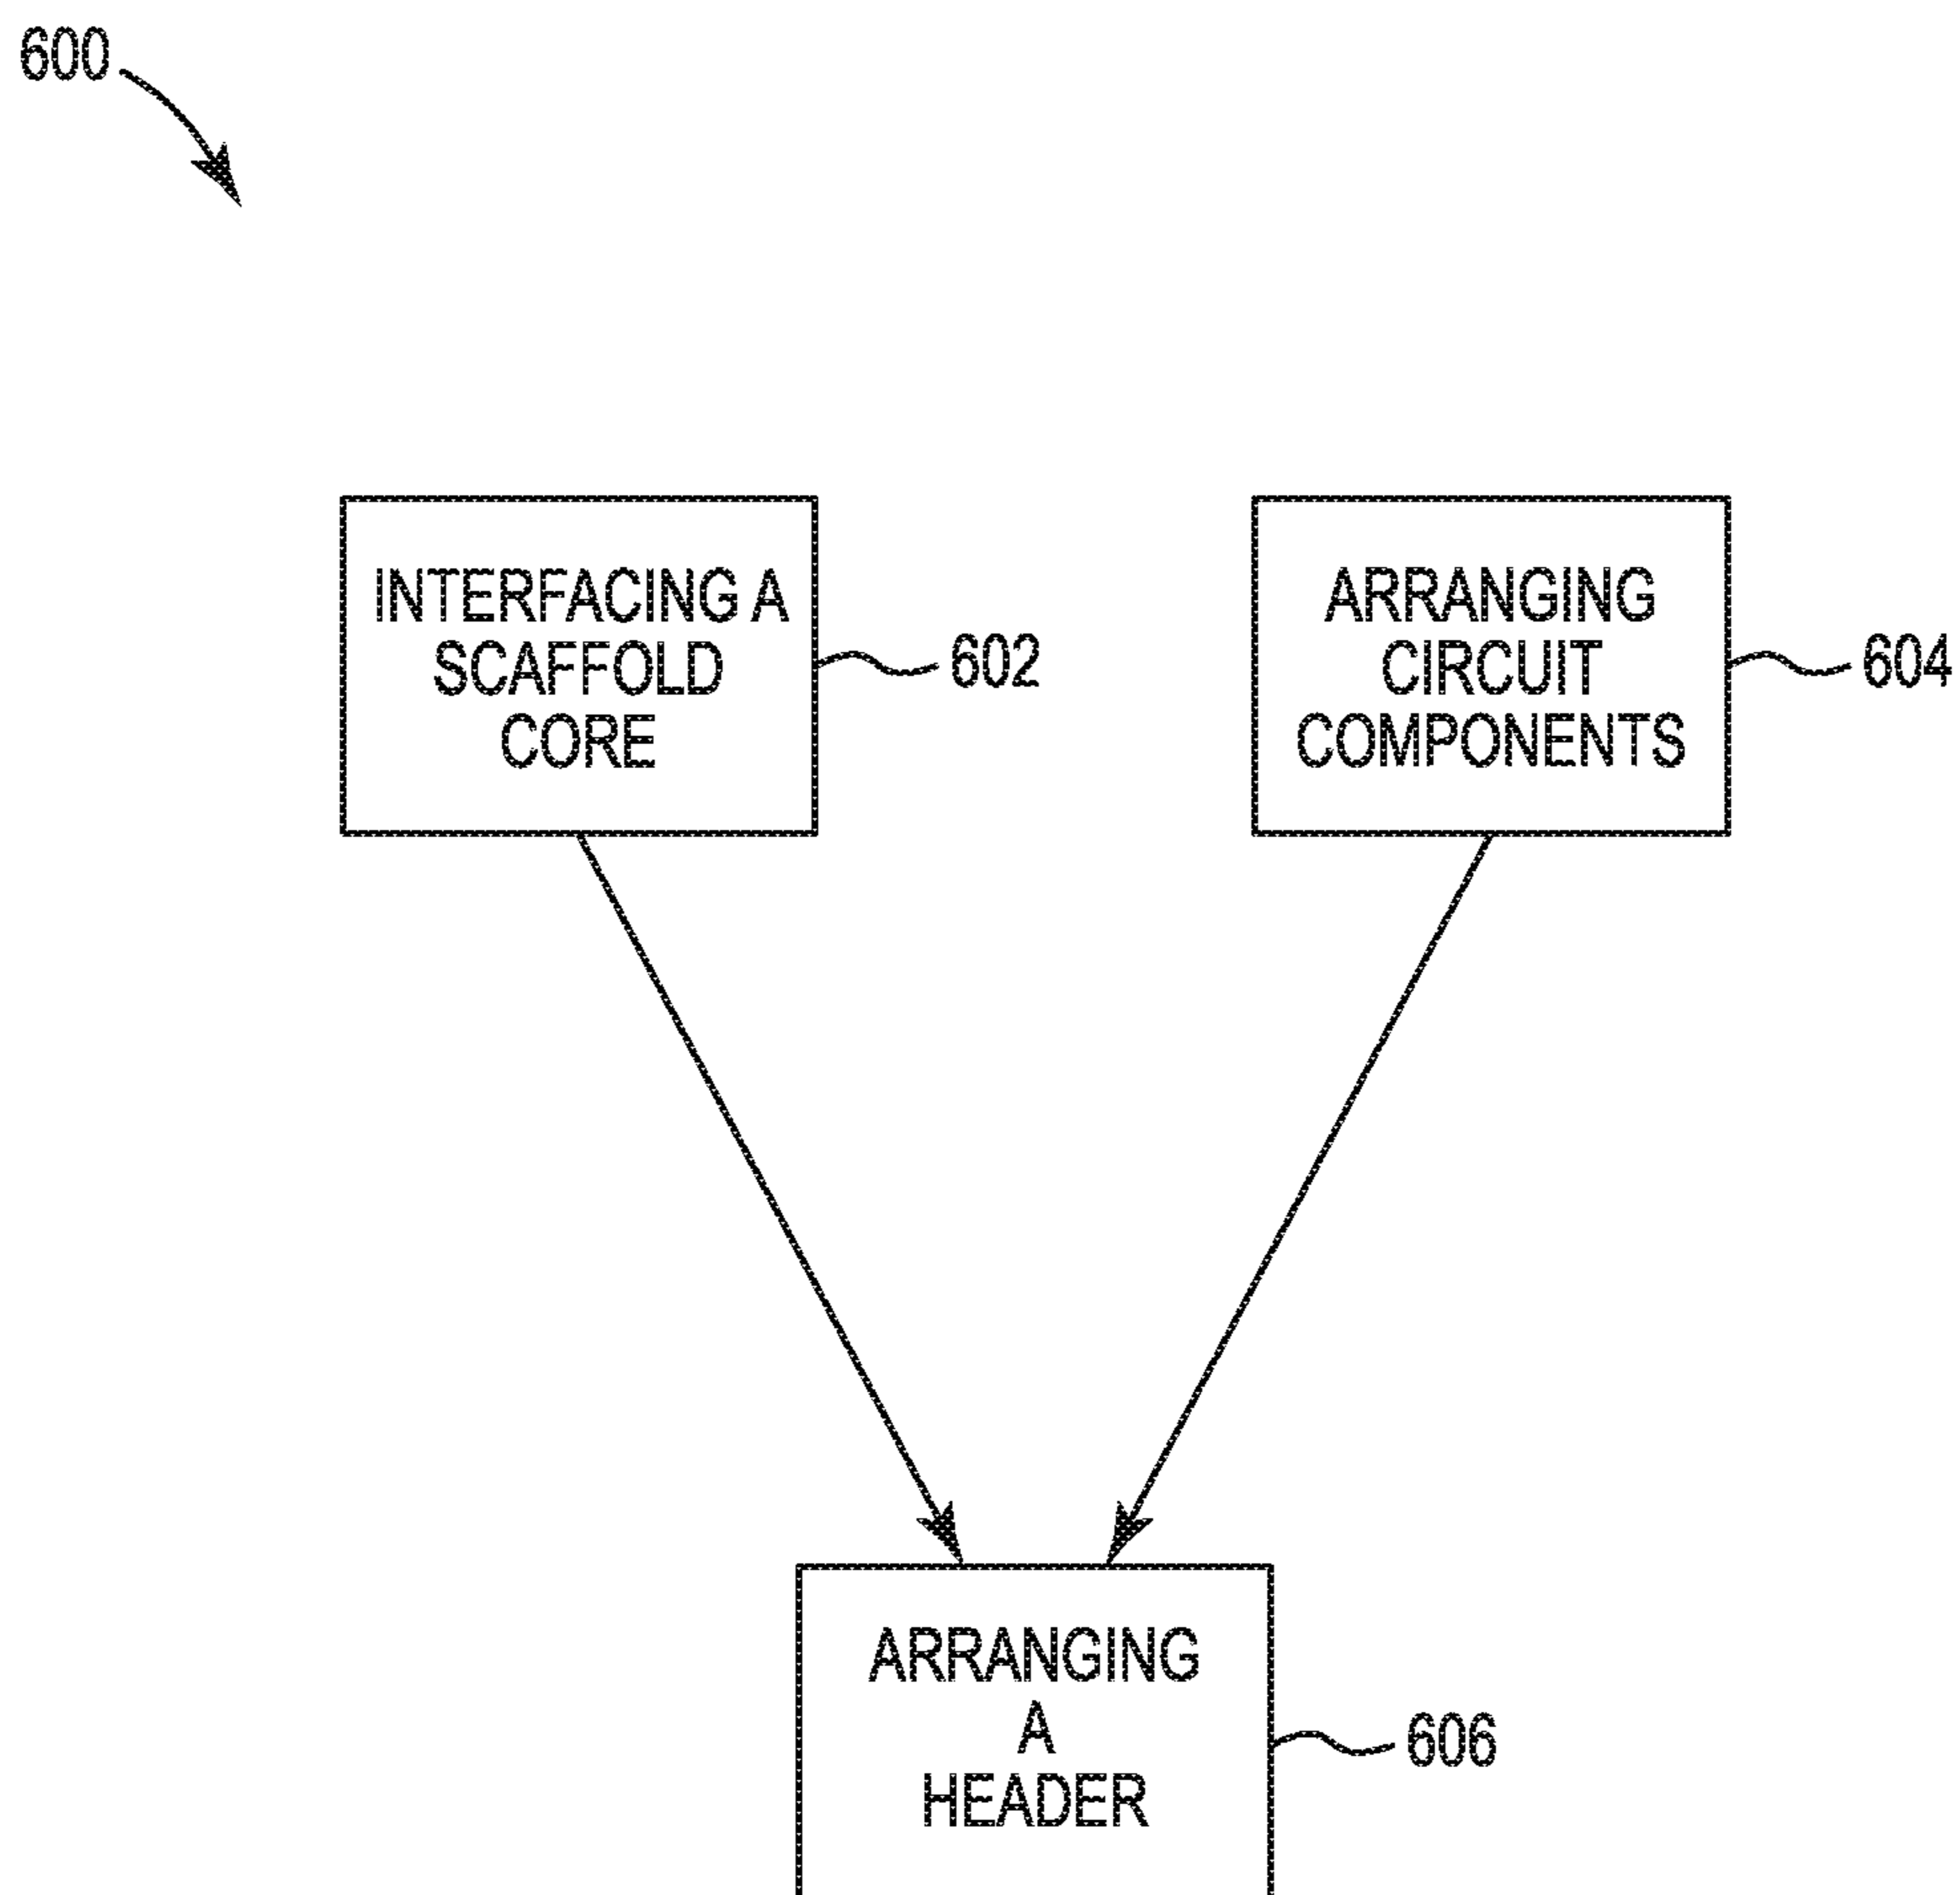 600
INTERFACING A
SCAFFOLD
CORE
602
ARRANGING
CIRCUIT
COMPONENTS
604
ARRANGING
A
HEADER
606